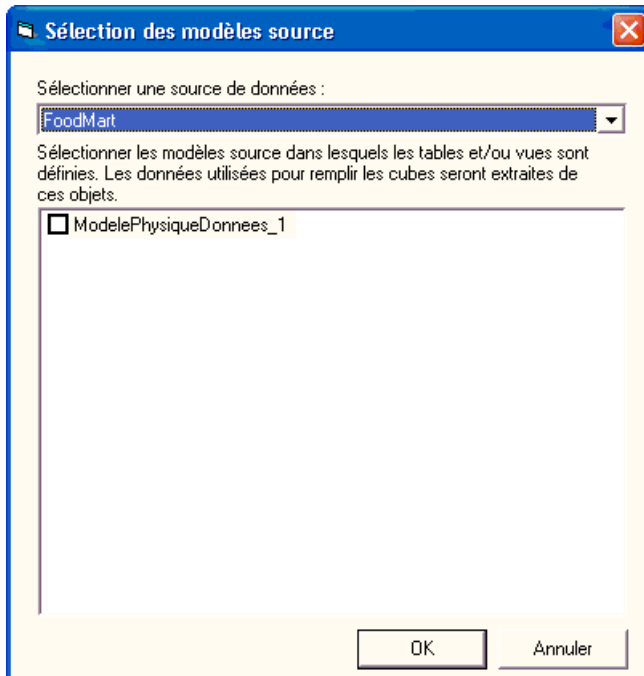 Sélection des modèles source
Sélectionner une source de données :
FoodMart
Sélectionner les modèles source dans lesquels les tables et/ou vues sont
définies. Les données utilisées pour remplir les cubes seront extraites de
ces objets.
ModelePhysiqueDonnees_1
OK
Annuler